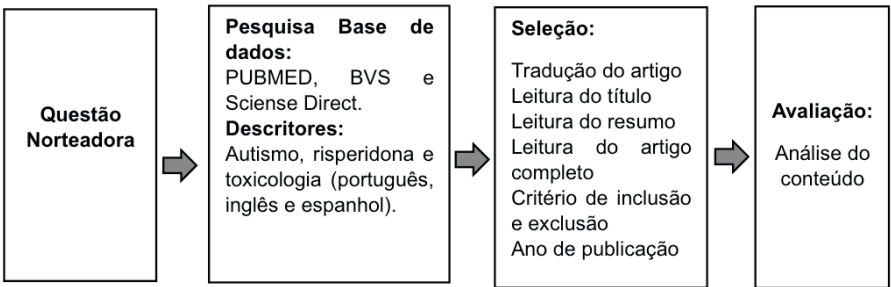 Questão
Norteadora
Pesquisa Base de
dados:
PUBMED, BVS e
Sciense Direct.
Descritores:
Autismo, risperidona e
toxicologia (português,
inglês e espanhol).
Seleção:
Tradução do artigo
Leitura do título
Leitura do resumo
Leitura do artigo
completo
Critério de inclusão
e exclusão
Ano de publicação
Avaliação:
Análise do
conteúdo